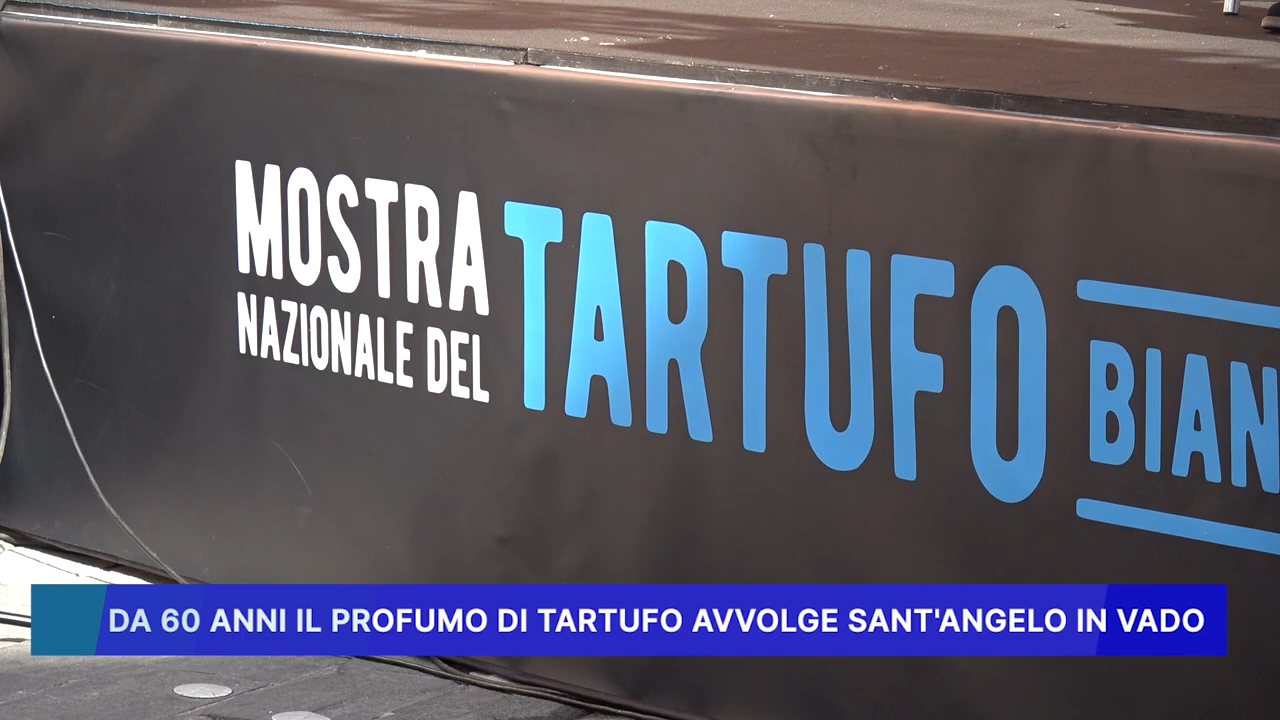 MOSTRA
NAZIONALE DEL
TARTUFO
BIAN
DA 60 ANNI IL PROFUMO DI TARTUFO AVVOLGE SANT'ANGELO IN VADO